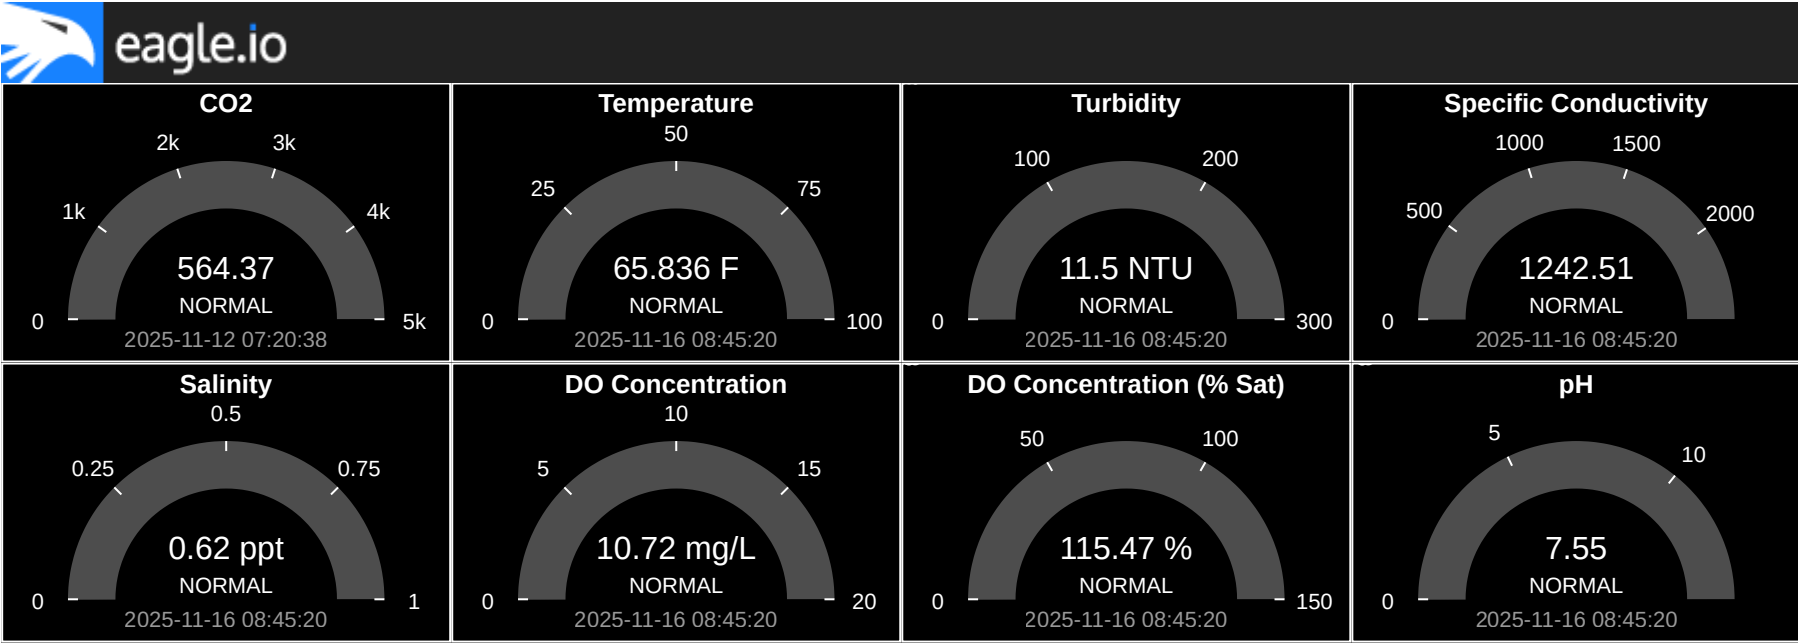 eagle.io
CO2
2k
3k
1k
4k
564.37
NORMAL
0
5k
2025-11-12 07:20:38
Temperature
50
25
75
65.836 F
NORMAL
0
100
2025-11-16 08:45:20
Turbidity
100
200
11.5 NTU
NORMAL
0
300
2025-11-16 08:45:20
Specific Conductivity
1000
1500
500
2000
1242.51
NORMAL
0
2025-11-16 08:45:20
Salinity
0.5
0.25
0.75
0.62 ppt
NORMAL
0
1
2025-11-16 08:45:20
DO Concentration
10
5
15
10.72 mg/L
NORMAL
0
20
2025-11-16 08:45:20
DO Concentration (% Sat)
50
100
115.47 %
NORMAL
0
150
2025-11-16 08:45:20
pH
5
10
7.55
NORMAL
0
2025-11-16 08:45:20